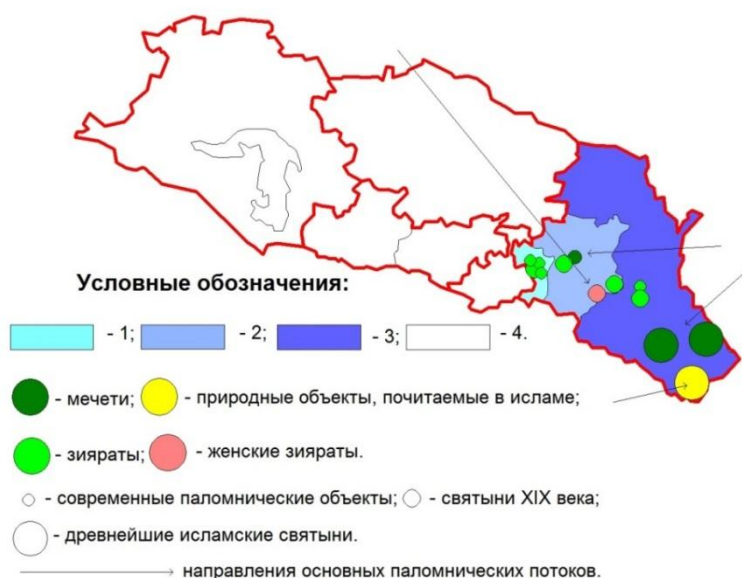 Условные обозначения:
- 1; - 2; - 3; - 4.
- мечети; - природные объекты, почитаемые в исламе;
- зияраты; - женские зияраты.
- современные паломнические объекты; - святыни XIX века;
- древнейшие исламские святыни.
направления основных паломнических потоков.